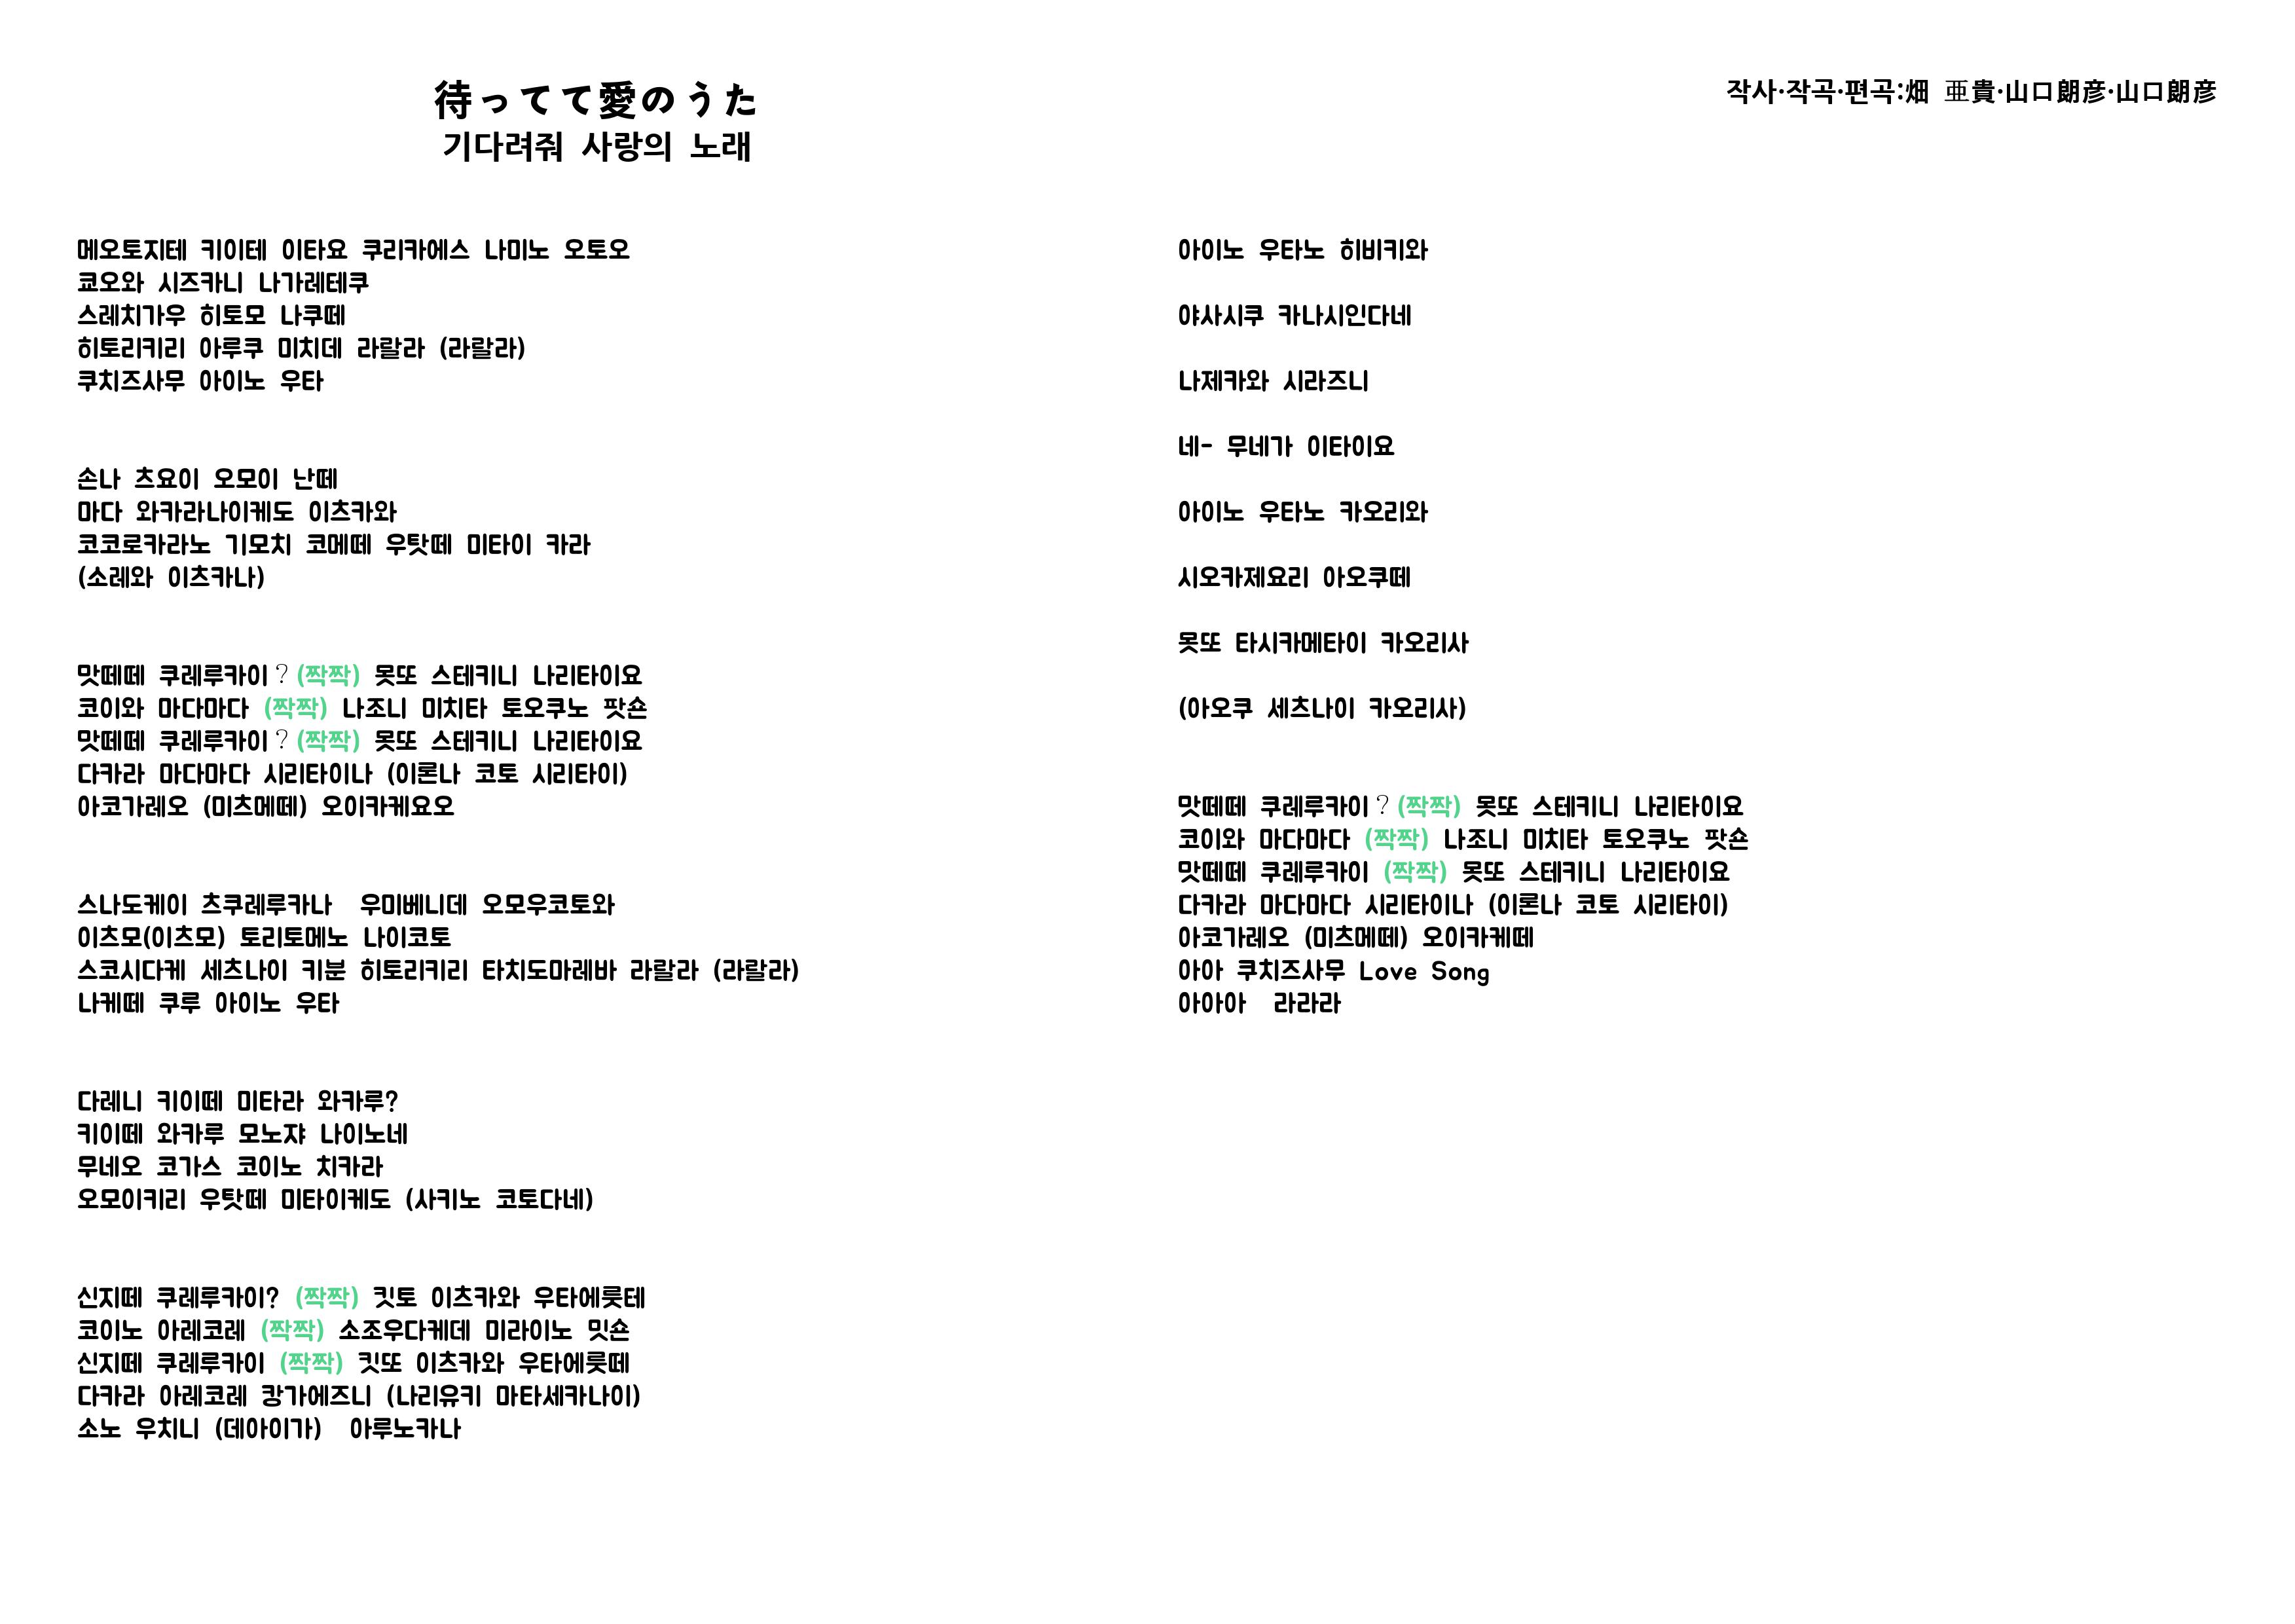 待ってて愛のうた
기다려줘 사랑의 노래
작사·작곡·편곡:畑 亜貴·山口朗彦·山口朗彦
메오토지테 키이테 이타요 쿠리카에스 나미노 오토오
쿄오와 시즈카니 나가레테쿠
스레치가우 히토모 나쿠떼
히토리키리 아루쿠 미치데 라랄라 (라랄라)
쿠치즈사무 아이노 우타
손나 츠요이 오모이 난떼
마다 와카라나이케도 이츠카와
코코로카라노 기모치 코메떼 우탓떼 미타이 카라
(소레와 이츠카나)
맛떼떼 쿠레루카이? (짝짝) 못또 스테키니 나리타이요
코이와 마다마다 (짝짝) 나조니 미치타 토오쿠노 팟숀
맛떼떼 쿠레루카이? (짝짝) 못또 스테키니 나리타이요
다카라 마다마다 시리타이나 (이론나 코토 시리타이)
아코가레오 (미츠메떼) 오이카케요오
스나도케이 츠쿠레루카나 우미베니데 오모우코토와
이츠모(이츠모) 토리토메노 나이코토
스코시다케 세츠나이 키분 히토리키리 타치도마레바 라랄라 (라랄라)
나케떼 쿠루 아이노 우타
다레니 키이떼 미타라 와카루?
키이떼 와카루 모노쟈 나이노네
무네오 코가스 코이노 치카라
오모이키리 우탓떼 미타이케도 (사키노 코토다네)
신지떼 쿠레루카이? (짝짝) 킷토 이츠카와 우타에룻테
코이노 아레코레 (짝짝) 소조우다케데 미라이노 밋숀
신지떼 쿠레루카이 (짝짝) 킷또 이츠카와 우타에룻떼
다카라 아레코레 캉가에즈니 (나리유키 마타세카나이)
소노 우치니 (데아이가) 아루노카나
아이노 우타노 히비키와
야사시쿠 카나시인다네
나제카와 시라즈니
네- 무네가 이타이요
아이노 우타노 카오리와
시오카제요리 아오쿠떼
못또 타시카메타이 카오리사
(아오쿠 세츠나이 카오리사)
맛떼떼 쿠레루카이? (짝짝) 못또 스테키니 나리타이요
코이와 마다마다 (짝짝) 나조니 미치타 토오쿠노 팟숀
맛떼떼 쿠레루카이 (짝짝) 못또 스테키니 나리타이요
다카라 마다마다 시리타이나 (이론나 코토 시리타이)
아코가레오 (미츠메떼) 오이카케떼
아아 쿠치즈사무 Love Song
아아아 라라라